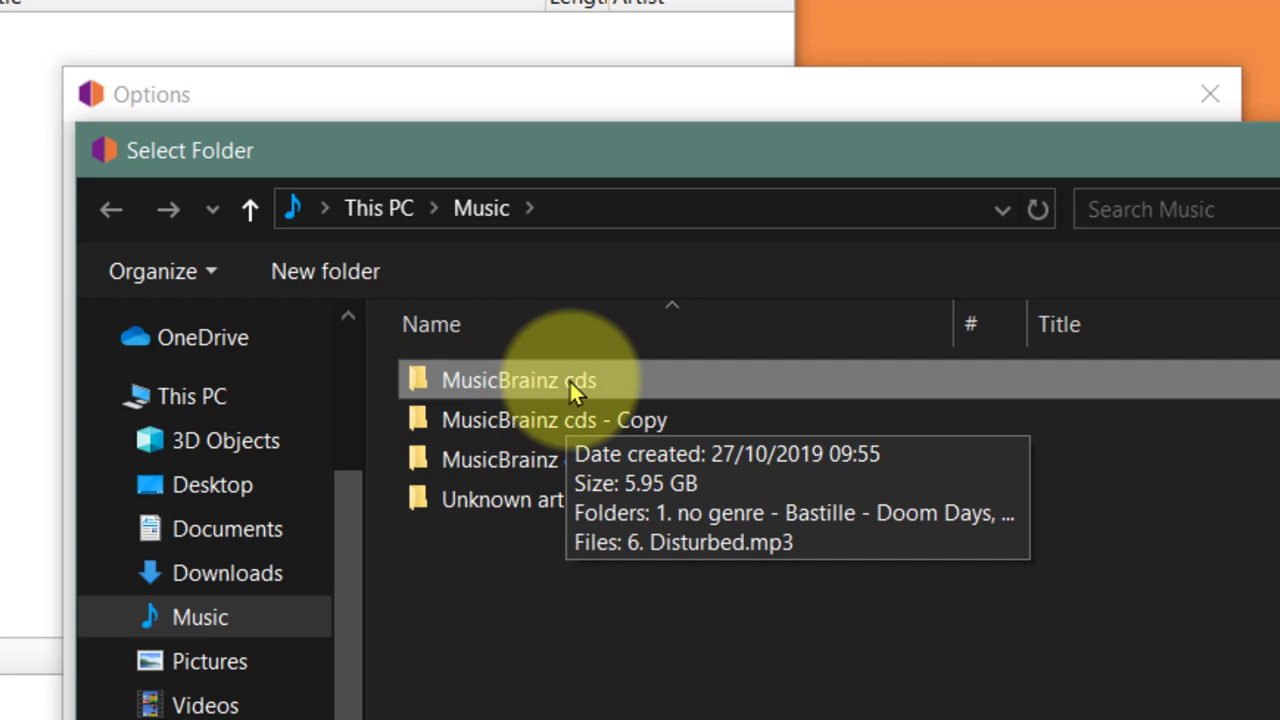 Length Artist
Options
Select Folder
This PC
Music
Search Music
Organize
New folder
OneDrive
This PC
3D Objects
Desktop
Documents
Downloads
Music
Pictures
Videos
Name
#
Title
MusicBrainz cds
MusicBrainz cds - Copy
MusicBrainz
Unknown art
Date created: 27/10/2019 09:55
Size: 5.95 GB
Folders: 1. no genre - Bastille - Doom Days, ...
Files: 6. Disturbed.mp3